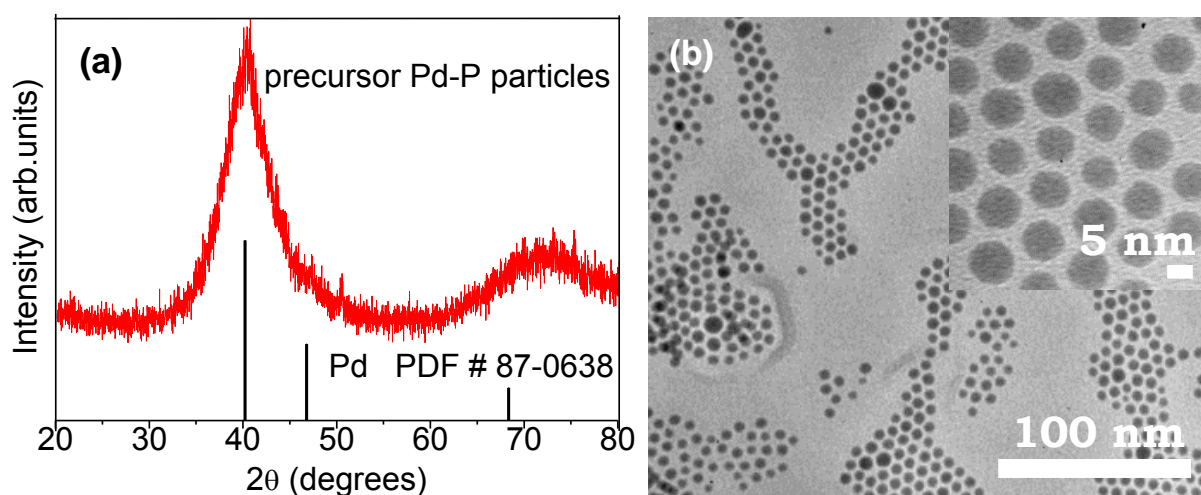 (a)
precursor Pd-P particles
Intensity (arb.units)
Pd PDF # 87-0638
20 30 40 50 60 70 80
2θ (degrees)
(b)
5 nm
100 nm